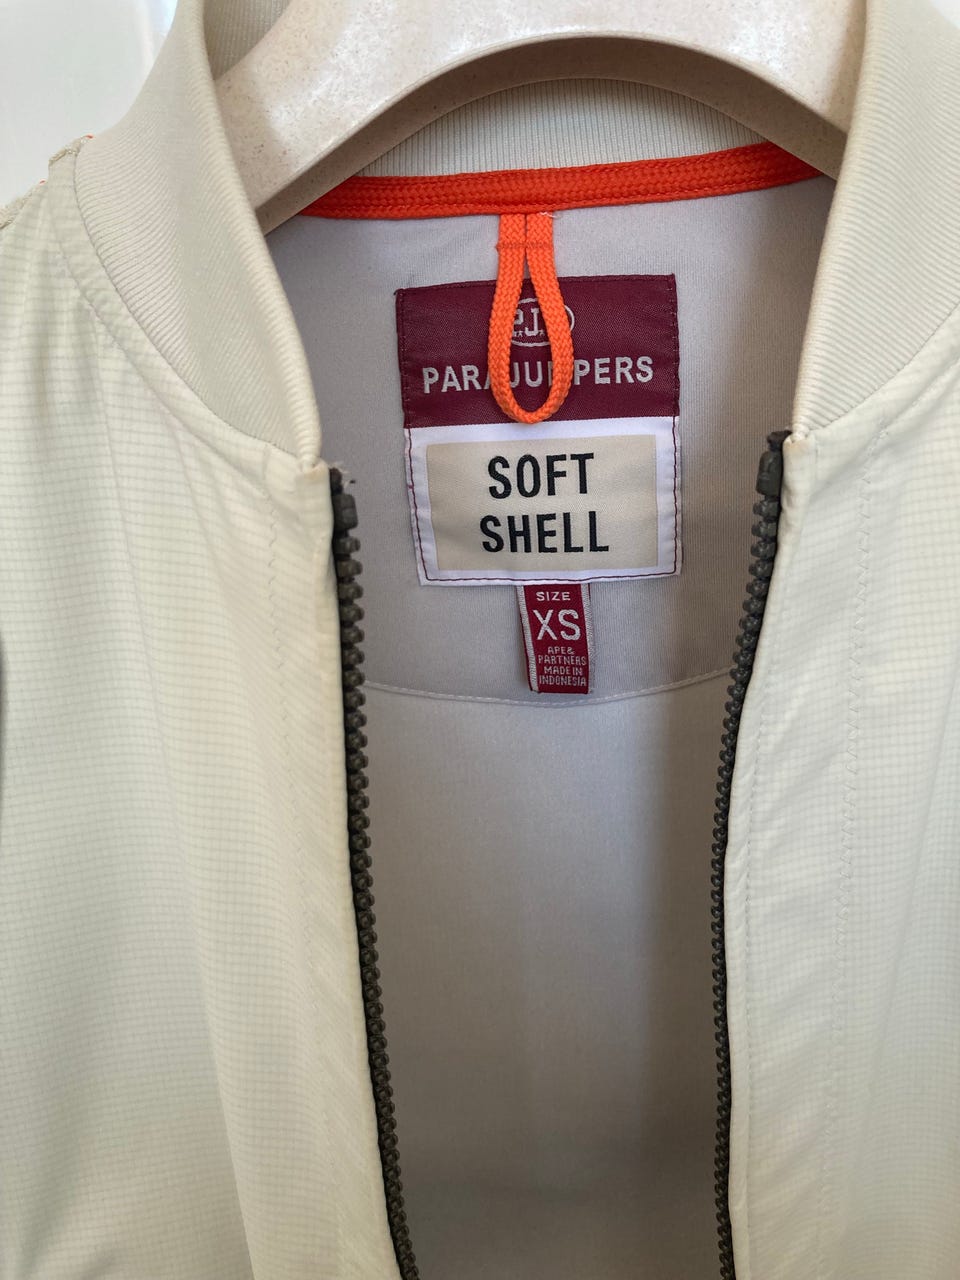 P.J.
PARAJUMPERS
SOFT
SHELL
SIZE
XS
APE&
PARTNERS
MADE IN
INDONESIA